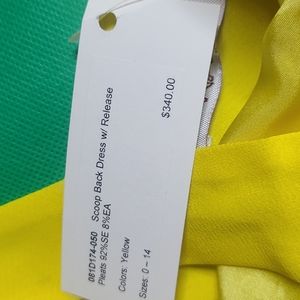 081D174-050 Scoop Back Dress w/ Release
Pleats 92%SE 8%EA
Colors: Yellow
Sizes: 0 – 14
$340.00